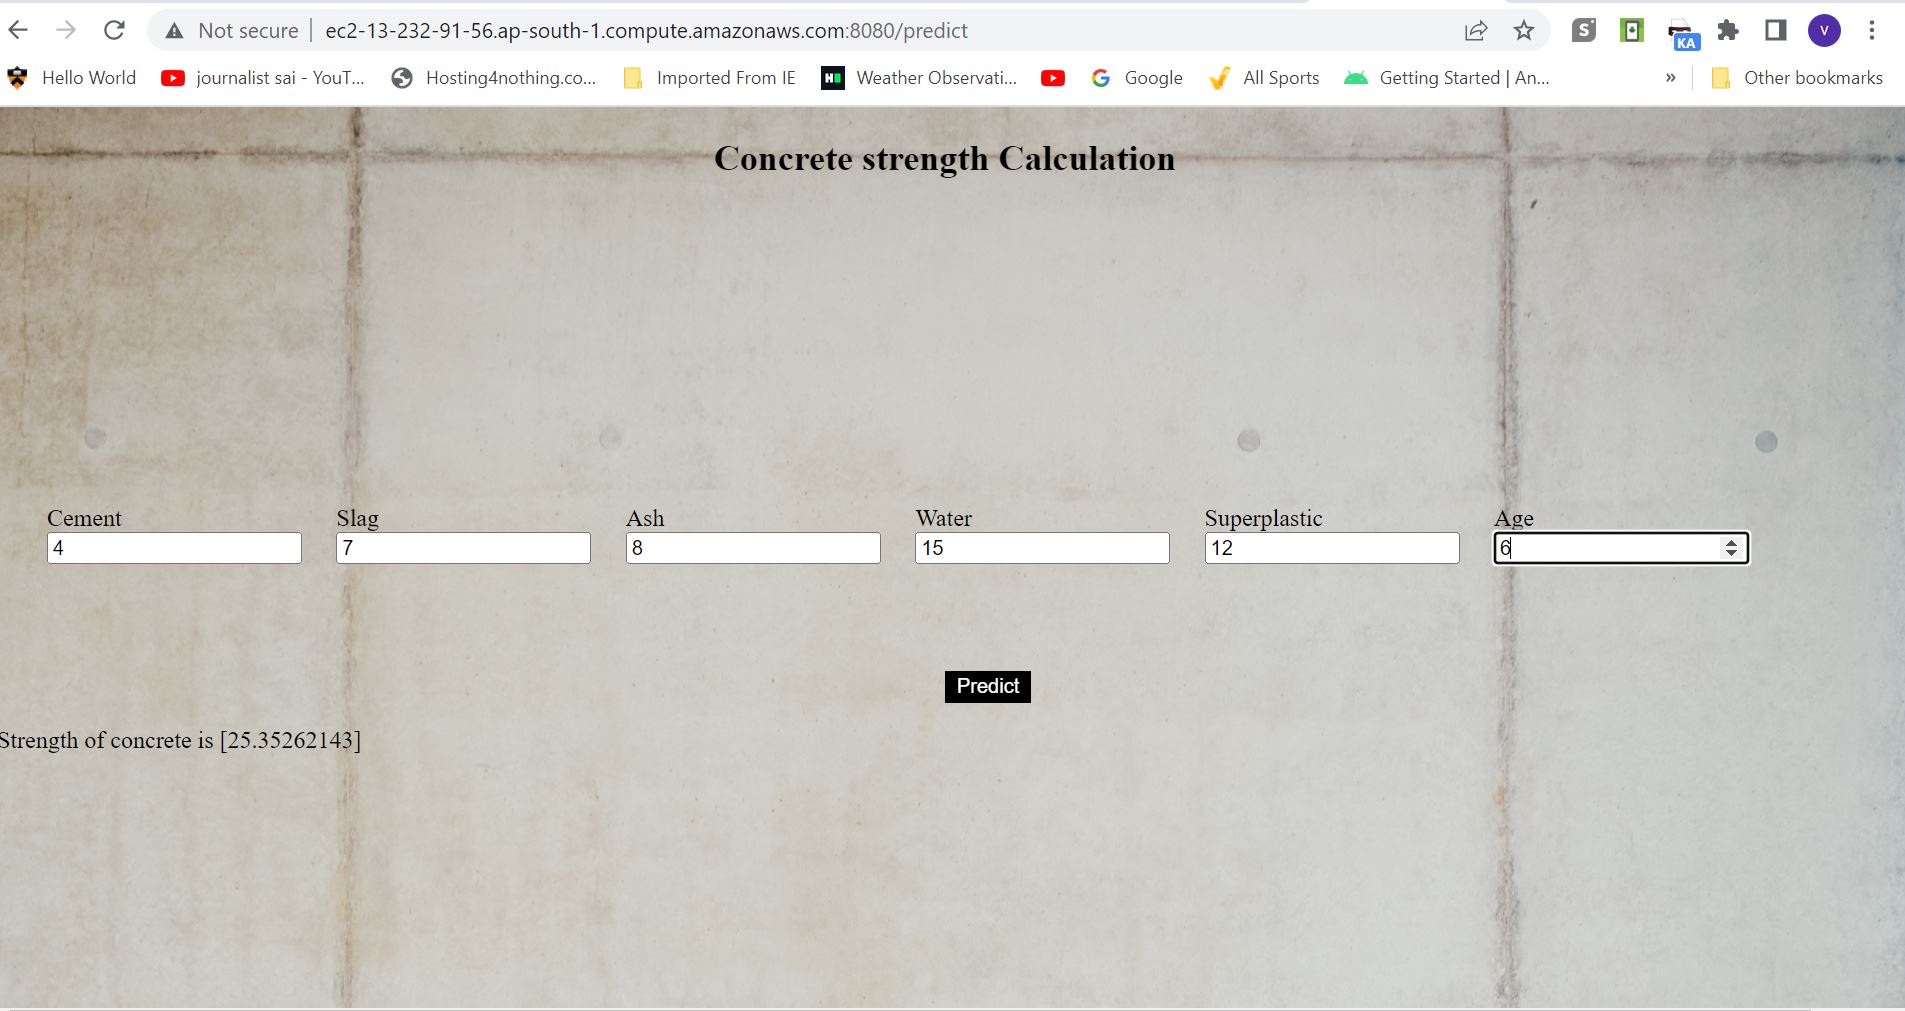 Not secure ec2-13-232-91-56.ap-south-1.compute.amazonaws.com:8080/predict S KA V
Hello World journalist sai - YouT... Hosting4nothing.co... Imported From IE H Weather Observati... G Google All Sports Getting Started | An... » Other bookmarks
Concrete strength Calculation
Cement Slag Ash Water Superplastic Age
4 7 8 15 12 6
Predict
Strength of concrete is [25.35262143]